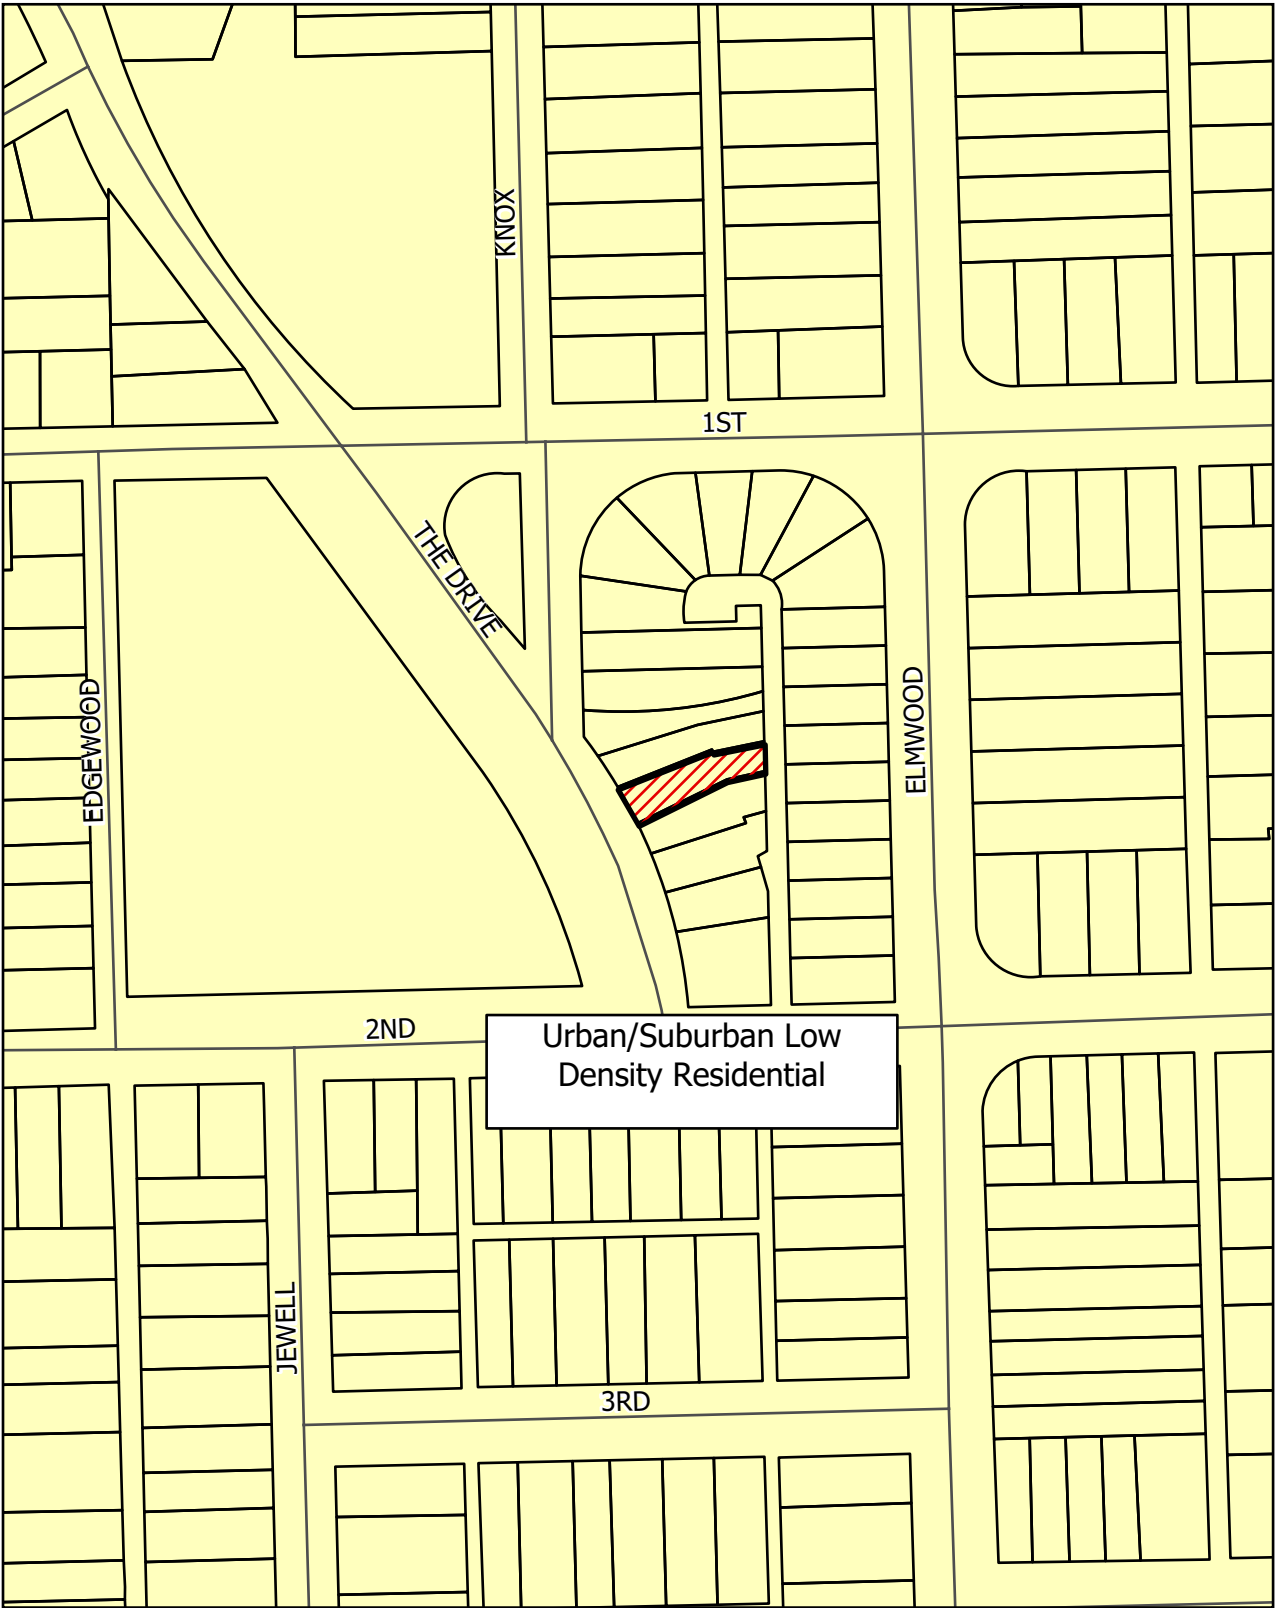 KNOX
1ST
THE DRIVE
EDGEWOOD
ELMWOOD
2ND
Urban/Suburban Low
Density Residential
JEWELL
3RD